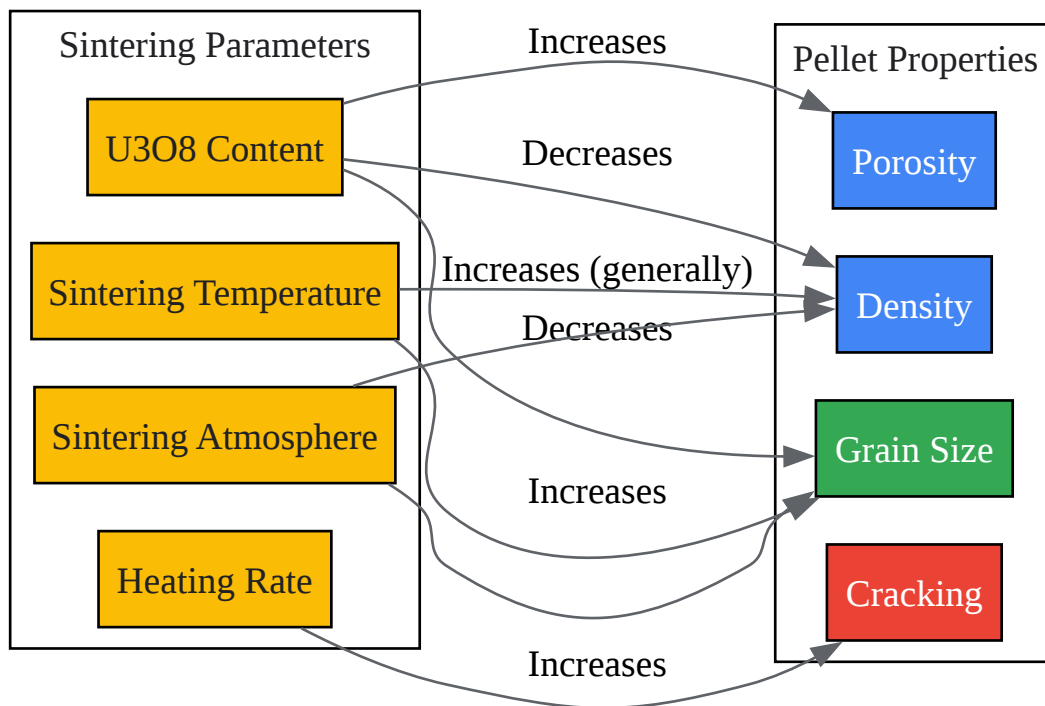 Sintering Parameters
U3O8 Content
Sintering Temperature
Sintering Atmosphere
Heating Rate
Increases
Decreases
Increases (generally)
Decreases
Increases
Increases
Pellet Properties
Porosity
Density
Grain Size
Cracking